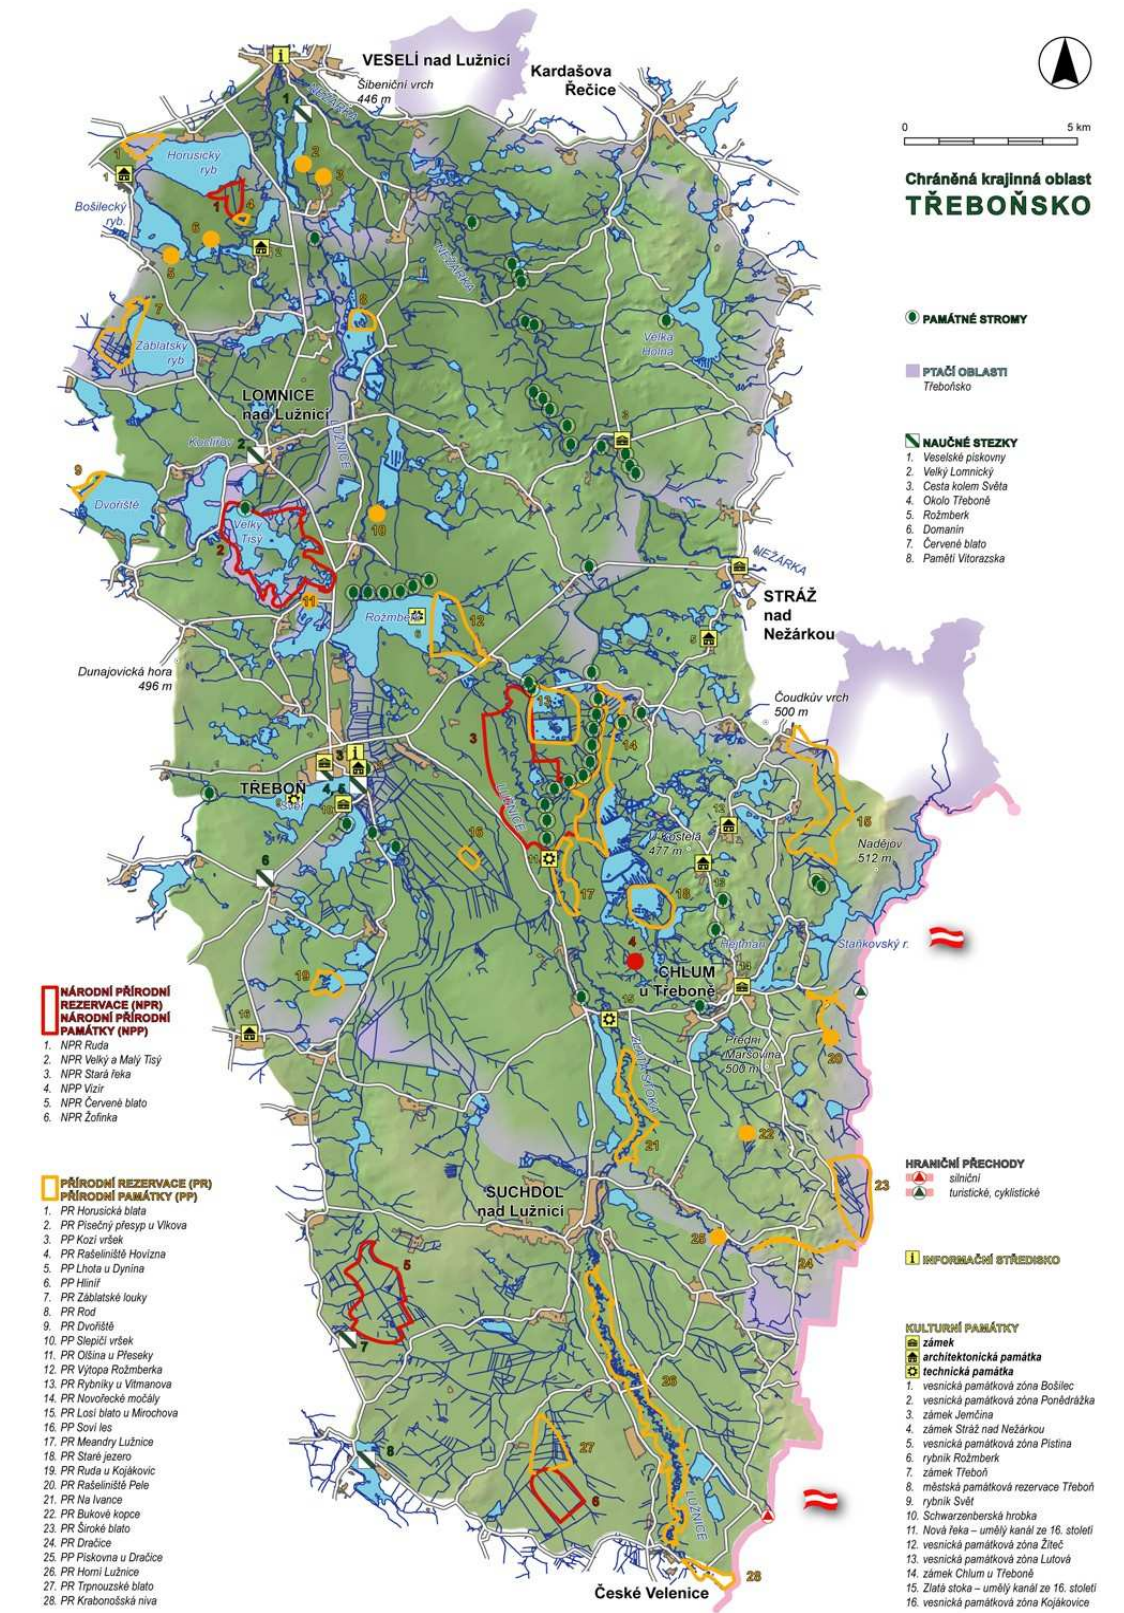 VESELÍ nad Lužnicí
Šibeniční vrch
446 m
Kardašova
Řečice
NEŽÁRKA
0 5 km
Chráněná krajinná oblast
TŘEBOŇSKO
Horusický
ryb
Bošilecký
ryb.
NEŽÁRKA
Velká
Holná
Záblatský
ryb
LOMNICE
nad Lužnicí
LUŽNICE
Koclířov
Dvořiště
Velký
Tisý
NEŽÁRKA
STRÁŽ
nad
Nežárkou
Rožmberk
Dunajovická hora
496 m
Čoudkův vrch
500 m
LUŽNICE
TŘEBOŇ
Svět
U kostela
477 m
Nadějov
512 m
Hejtman
Staňkovský r.
CHLUM
u Třeboně
Přední
Maršovina
500 m
ZLATÁ STOKA
SUCHDOL
nad Lužnicí
LUŽNICE
České Velenice
PAMÁTNÉ STROMY
PTAČÍ OBLASTI
Třeboňsko
NAUČNÉ STEZKY
1. Veselské pískovny
2. Velký Lomnický
3. Cesta kolem Světa
4. Okolo Třeboně
5. Rožmberk
6. Domanín
7. Červené blato
8. Paměti Vitorazska
NÁRODNÍ PŘÍRODNÍ
REZERVACE (NPR)
NÁRODNÍ PŘÍRODNÍ
PAMÁTKY (NPP)
1. NPR Ruda
2. NPR Velký a Malý Tisý
3. NPR Stará řeka
4. NPP Vizír
5. NPR Červené blato
6. NPR Žofinka
PŘÍRODNÍ REZERVACE (PR)
PŘÍRODNÍ PAMÁTKY (PP)
1. PR Horusická blata
2. PR Písečný přesyp u Vlkova
3. PP Kozí vršek
4. PR Rašeliniště Hovízna
5. PP Lhota u Dynína
6. PP Hliníř
7. PR Záblatské louky
8. PR Rod
9. PR Dvořiště
10. PP Slepičí vršek
11. PR Olšina u Přeseky
12. PR Výtopa Rožmberka
13. PR Rybníky u Vitmanova
14. PR Novořecké močály
15. PR Losí blato u Mirochova
16. PP Soví les
17. PR Meandry Lužnice
18. PR Staré jezero
19. PR Ruda u Kojákovic
20. PR Rašeliniště Pele
21. PR Na Ivance
22. PR Bukové kopce
23. PR Široké blato
24. PR Dračice
25. PP Pískovna u Dračice
26. PR Horní Lužnice
27. PR Trpnouzské blato
28. PR Krabonošská niva
HRANIČNÍ PŘECHODY
silniční
turistické, cyklistické
INFORMAČNÍ STŘEDISKO
KULTURNÍ PAMÁTKY
zámek
architektonická památka
technická památka
1. vesnická památková zóna Bošilec
2. vesnická památková zóna Ponědrážka
3. zámek Jemčina
4. zámek Stráž nad Nežárkou
5. vesnická památková zóna Pístina
6. rybník Rožmberk
7. zámek Třeboň
8. městská památková rezervace Třeboň
9. rybník Svět
10. Schwarzenberská hrobka
11. Nová řeka – umělý kanál ze 16. století
12. vesnická památková zóna Žíteč
13. vesnická památková zóna Lutová
14. zámek Chlum u Třeboně
15. Zlatá stoka – umělý kanál ze 16. století
16. vesnická památková zóna Kojákovice